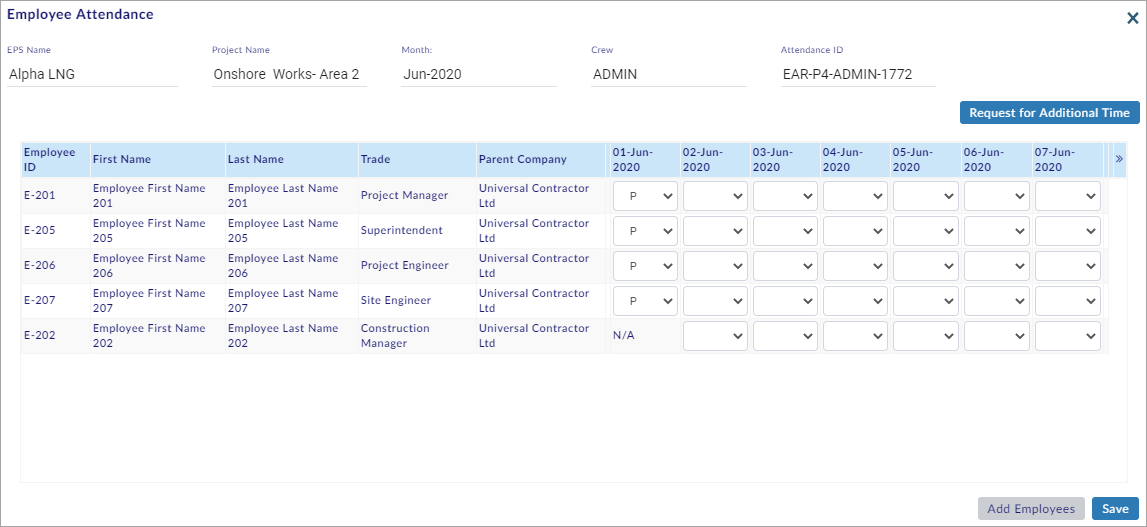 Employee Attendance
EPS Name Project Name Month: Crew Attendance ID
Alpha LNG Onshore Works- Area 2 Jun-2020 ADMIN EAR-P4-ADMIN-1772
Request for Additional Time
Employee ID First Name Last Name Trade Parent Company 01-Jun-2020 02-Jun-2020 03-Jun-2020 04-Jun-2020 05-Jun-2020 06-Jun-2020 07-Jun-2020 »
E-201 Employee First Name 201 Employee Last Name 201 Project Manager Universal Contractor Ltd P
E-205 Employee First Name 205 Employee Last Name 205 Superintendent Universal Contractor Ltd P
E-206 Employee First Name 206 Employee Last Name 206 Project Engineer Universal Contractor Ltd P
E-207 Employee First Name 207 Employee Last Name 207 Site Engineer Universal Contractor Ltd P
E-202 Employee First Name 202 Employee Last Name 202 Construction Manager Universal Contractor Ltd N/A
Add Employees Save